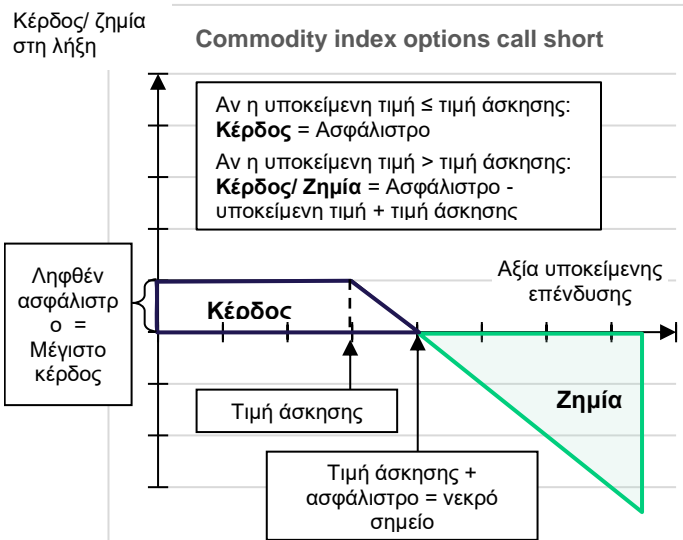 Κέρδος/ ζημία
στη λήξη
Commodity index options call short
Αν η υποκείμενη τιμή ≤ τιμή άσκησης:
Κέρδος = Ασφάλιστρο
Αν η υποκείμενη τιμή > τιμή άσκησης:
Κέρδος/ Ζημία = Ασφάλιστρο -
υποκείμενη τιμή + τιμή άσκησης
Ληφθέν
ασφάλιστρ
ο =
Μέγιστο
κέρδος
Κέρδος
Αξία υποκείμενης
επένδυσης
Τιμή άσκησης
Ζημία
Τιμή άσκησης +
ασφάλιστρο = νεκρό
σημείο